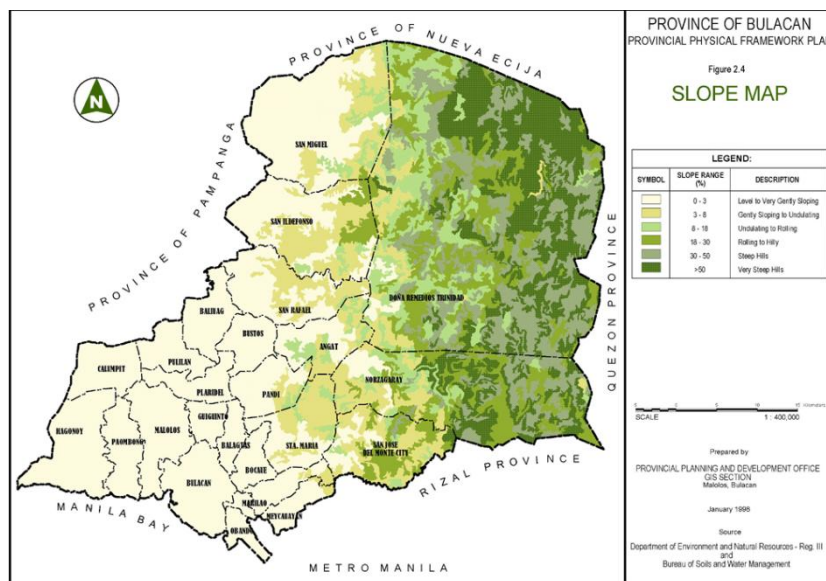 PROVINCE OF BULACAN
PROVINCIAL PHYSICAL FRAMEWORK PLA
Figure 2.4
SLOPE MAP
LEGEND:
SYMBOL SLOPE RANGE (%) DESCRIPTION
0 - 3 Level to Very Gently Sloping
3 - 8 Gently Sloping to Undulating
8 - 18 Undulating to Rolling
18 - 30 Rolling to Hilly
30 - 50 Steep Hills
>50 Very Steep Hills
SCALE
1 : 400,000
Prepared by
PROVINCIAL PLANNING AND DEVELOPMENT OFFICE
GIS SECTION
Malolos, Bulacan
January 1998
Source
Department of Environment and Natural Resources - Reg. III
and
Bureau of Soils and Water Management
N
PROVINCE OF NUEVA ECIJA
PROVINCE OF PAMPANGA
QUEZON PROVINCE
RIZAL PROVINCE
MANILA BAY
METRO MANILA
SAN MIGUEL
SAN ILDEFONSO
DOÑA REMEDIOS TRINIDAD
SAN RAFAEL
BALIUAG
BUSTOS
ANGAT
PULILAN
CALUMPIT
NORZAGARAY
PLARIDEL
PANDI
HAGONOY
PAOMBONG
MALOLOS
GUIGUINTO
BALAGTAS
STA. MARIA
SAN JOSE
DEL MONTE CITY
BOCAUE
BULACAN
MARILAO
MEYCAUAYAN
OBANDO